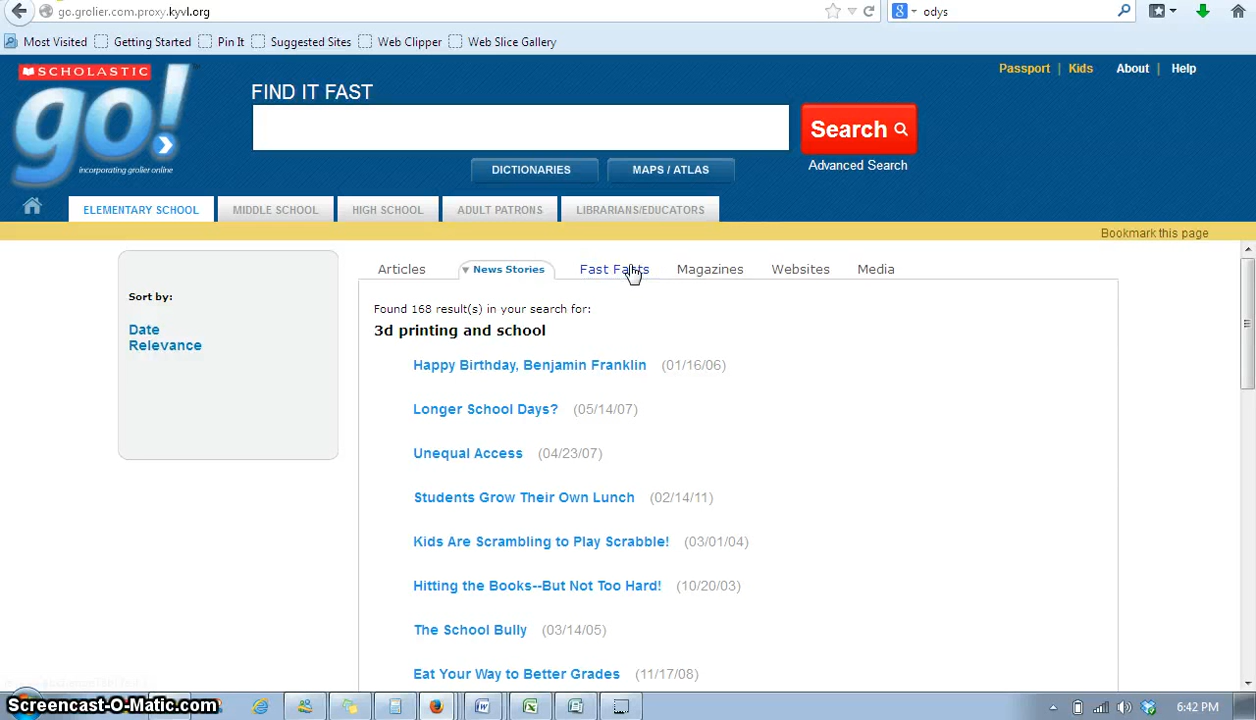 go.grolier.com.proxy.kyvl.org
odys
Most Visited
Getting Started
Pin It
Suggested Sites
Web Clipper
Web Slice Gallery
SCHOLASTIC
go!
incorporating grolier online
FIND IT FAST
Search
Advanced Search
Passport | Kids
About | Help
DICTIONARIES
MAPS / ATLAS
ELEMENTARY SCHOOL
MIDDLE SCHOOL
HIGH SCHOOL
ADULT PATRONS
LIBRARIANS/EDUCATORS
Bookmark this page
Sort by:
Date
Relevance
Articles
News Stories
Fast Facts
Magazines
Websites
Media
Found 168 result(s) in your search for:
3d printing and school
Happy Birthday, Benjamin Franklin (01/16/06)
Longer School Days? (05/14/07)
Unequal Access (04/23/07)
Students Grow Their Own Lunch (02/14/11)
Kids Are Scrambling to Play Scrabble! (03/01/04)
Hitting the Books--But Not Too Hard! (10/20/03)
The School Bully (03/14/05)
Eat Your Way to Better Grades (11/17/08)
Screencast-O-Matic.com
6:42 PM